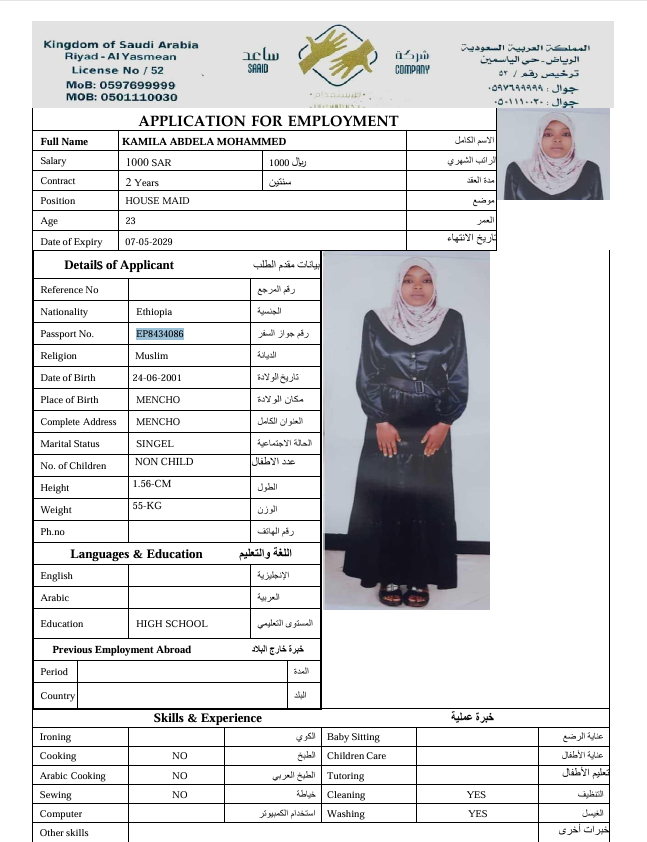 Kingdom of Saudi Arabia
Riyad - Al Yasmean
License No / 52
MoB: 0597699999
MOB: 0501110030
ساعد
SAAID
شركة
COMPANY
المملكة العربية السعودية
الرياض-حى الياسمين
ترخيص رقم / ٥٢
جوال : ٠٥٩٧٦٩٩٩٩٩
جوال : ٠٥٠١١١٠٠٣٠
APPLICATION FOR EMPLOYMENT
Full Name KAMILA ABDELA MOHAMMED الاسم الكامل
Salary 1000 SAR 1000 ريال الراتب الشهري
Contract 2 Years سنتين مدة العقد
Position HOUSE MAID موضع
Age 23 العمر
Date of Expiry 07-05-2029 تاريخ الانتهاء
Details of Applicant بيانات مقدم الطلب
Reference No رقم المرجع
Nationality Ethiopia الجنسية
Passport No. EP8434086 رقم جواز السفر
Religion Muslim الديانة
Date of Birth 24-06-2001 تاريخ الولادة
Place of Birth MENCHO مكان الولادة
Complete Address MENCHO العنوان الكامل
Marital Status SINGEL الحالة الاجتماعية
No. of Children NON CHILD عدد الاطفال
Height 1.56-CM الطول
Weight 55-KG الوزن
Ph.no رقم الهاتف
Languages & Education اللغة والتعليم
English الإنجليزية
Arabic العربية
Education HIGH SCHOOL المستوى التعليمي
Previous Employment Abroad خبرة خارج البلاد
Period المدة
Country البلد
Skills & Experience خبرة عملية
Ironing الكوي Baby Sitting عناية الرضع
Cooking NO الطبخ Children Care عناية الأطفال
Arabic Cooking NO الطبخ العربي Tutoring تعليم الأطفال
Sewing NO خياطة Cleaning YES التنظيف
Computer استخدام الكمبيوتر Washing YES الغسيل
Other skills خبرات أخرى